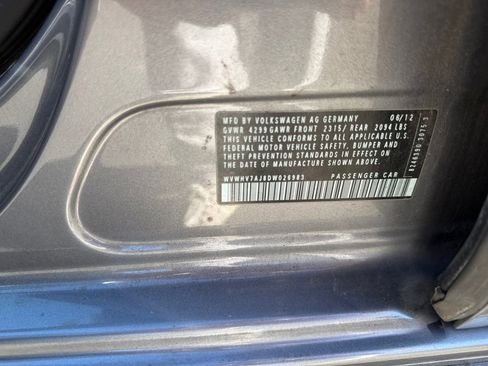 MFD BY VOLKSWAGEN AG GERMANY 06/12
GVWR 4299 GAWR FRONT 2315/ REAR 2094 LBS
THIS VEHICLE CONFORMS TO ALL APPLICABLE U.S.
FEDERAL MOTOR VEHICLE SAFETY, BUMPER AND
THEFT PREVENTION STANDARDS IN EFFECT ON
THE DATE OF MANUFACTURE SHOWN ABOVE.
WVWHV7AJ8DW026983 PASSENGER CAR